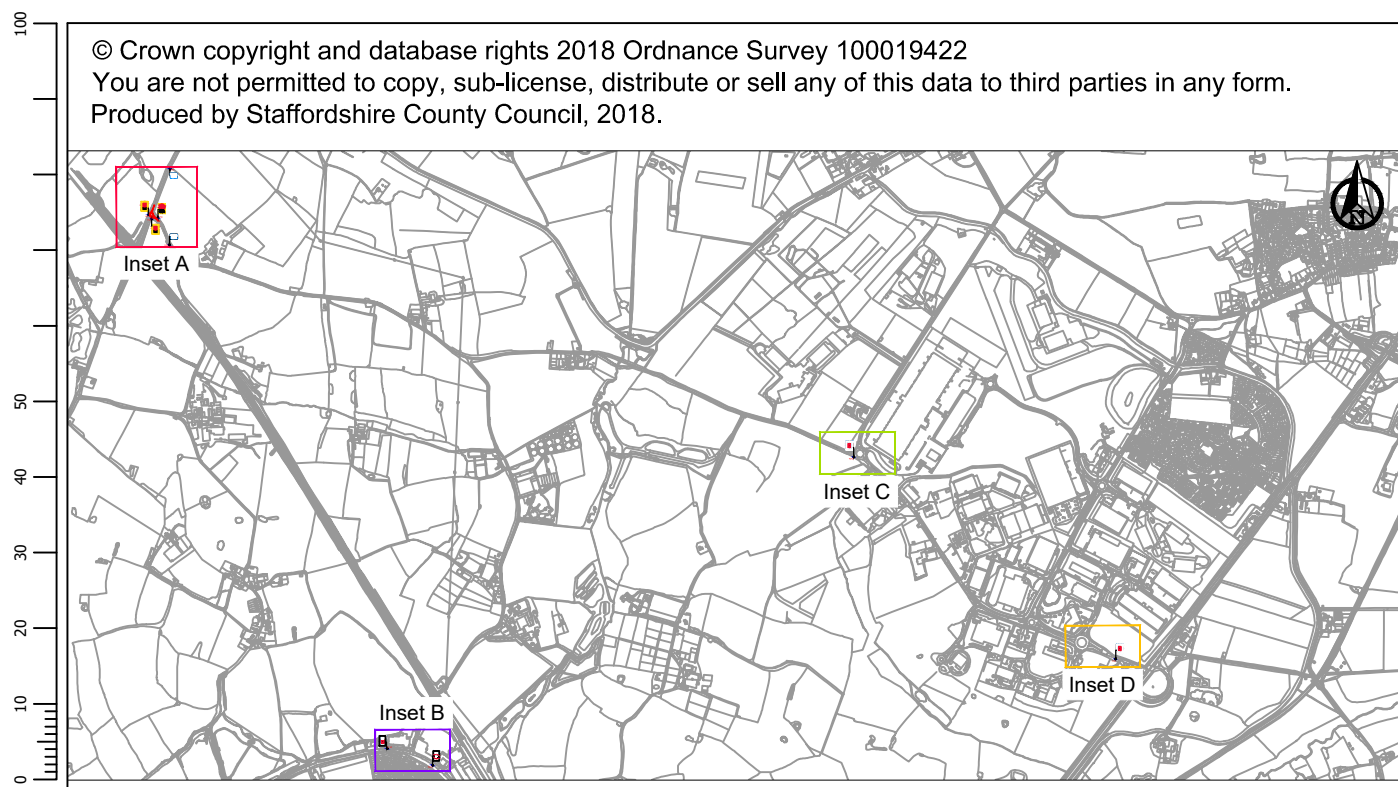 © Crown copyright and database rights 2018 Ordnance Survey 100019422
You are not permitted to copy, sub-license, distribute or sell any of this data to third parties in any form.
Produced by Staffordshire County Council, 2018.
100
50
40
30
20
10
0
N
Inset A
Inset C
Inset D
Inset B